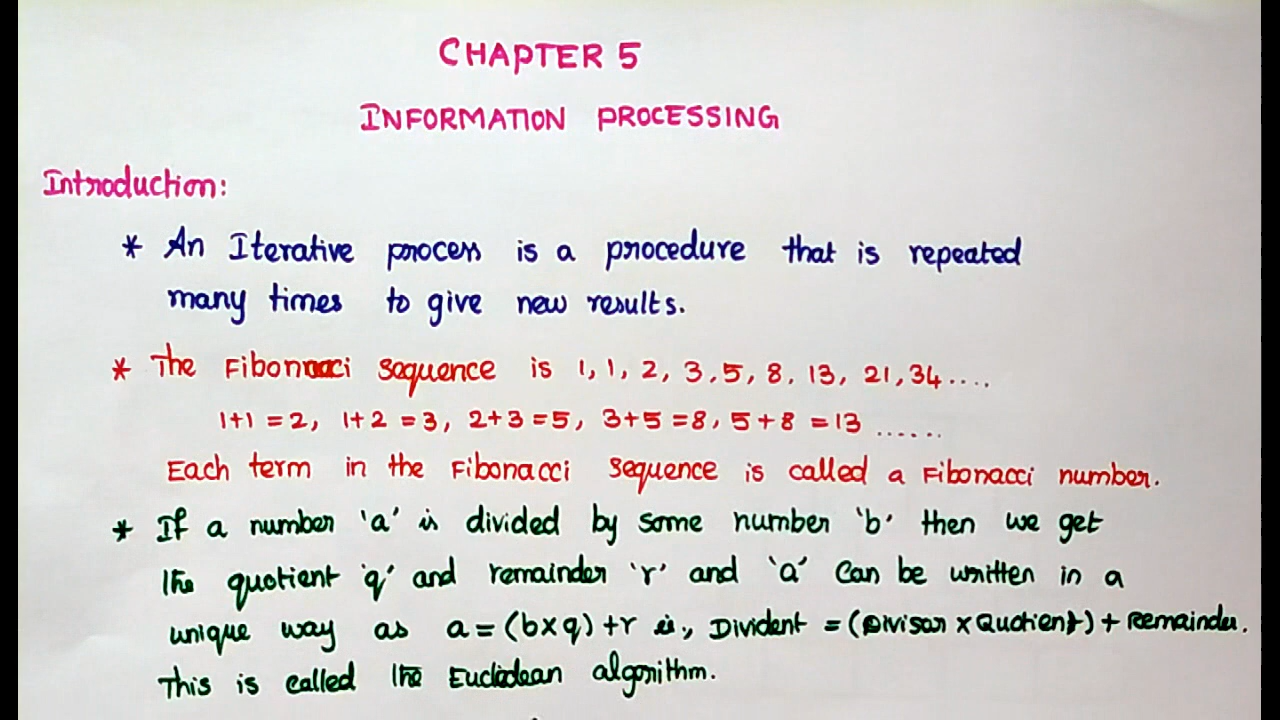 CHAPTER 5
INFORMATION PROCESSING
Introduction:
* An Iterative process is a procedure that is repeated
many times to give new results.
* The Fibonacci sequence is 1, 1, 2, 3, 5, 8, 13, 21, 34 ....
1+1 = 2, 1+2 = 3, 2+3 = 5, 3+5 = 8, 5+8 = 13 ......
Each term in the Fibonacci sequence is called a Fibonacci number.
* If a number 'a' is divided by some number 'b' then we get
the quotient 'q' and remainder 'r' and 'a' can be written in a
unique way as a = (b x q) + r ie, Divident = (Divisor x Quotient) + Remainder.
This is called the Euclidean algorithm.